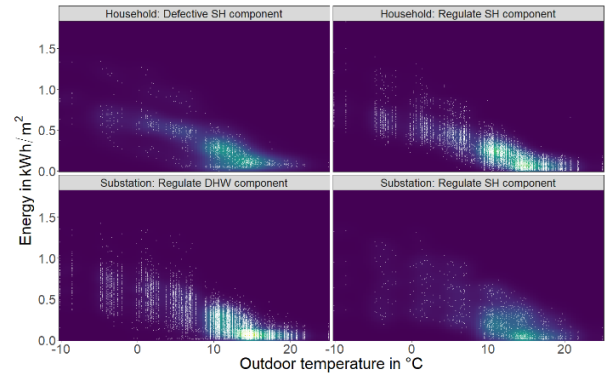 Household: Defective SH component
Household: Regulate SH component
1.5
1.0
0.5
0.0
Substation: Regulate DHW component
Substation: Regulate SH component
1.5
1.0
0.5
0.0
Energy in kWh/m²
-10 0 10 20 -10 0 10 20
Outdoor temperature in °C